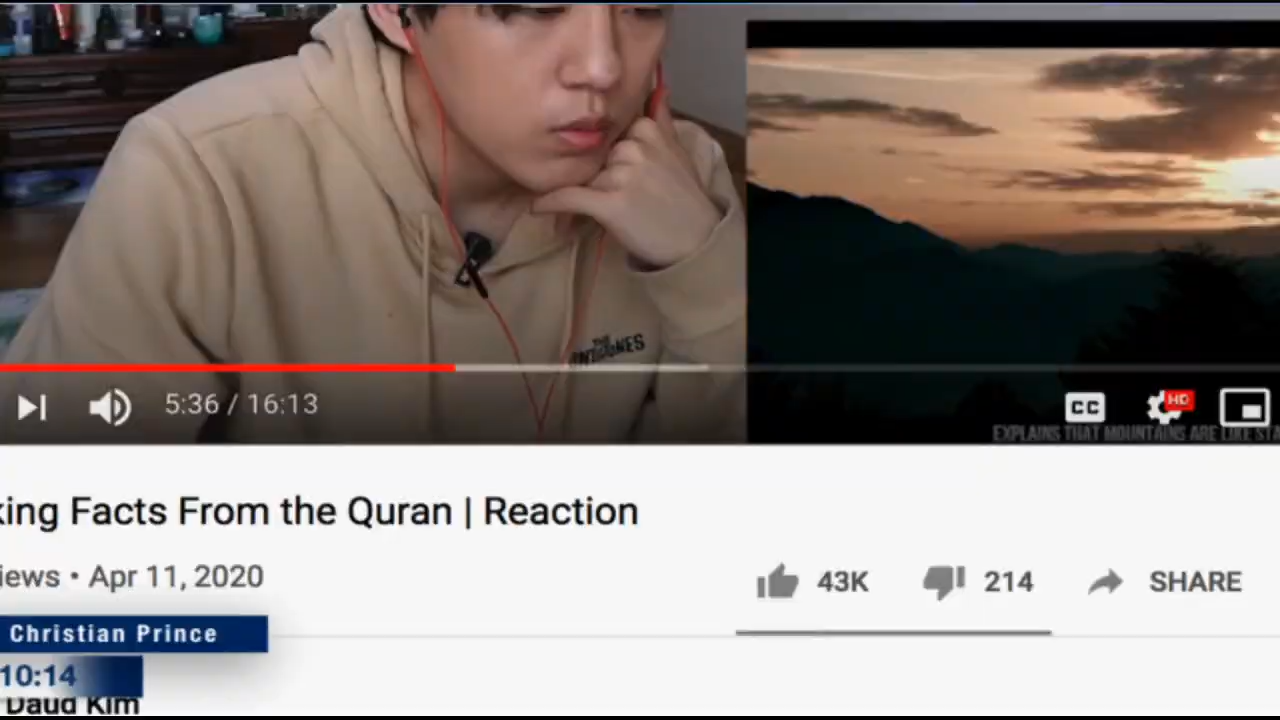 THE
5:36 / 16:13
CC
HD
EXPLAINS THAT MOUNTAINS ARE LIKE STA
king Facts From the Quran | Reaction
iews • Apr 11, 2020
43K
214
SHARE
Christian Prince
10:14
Daud Kim